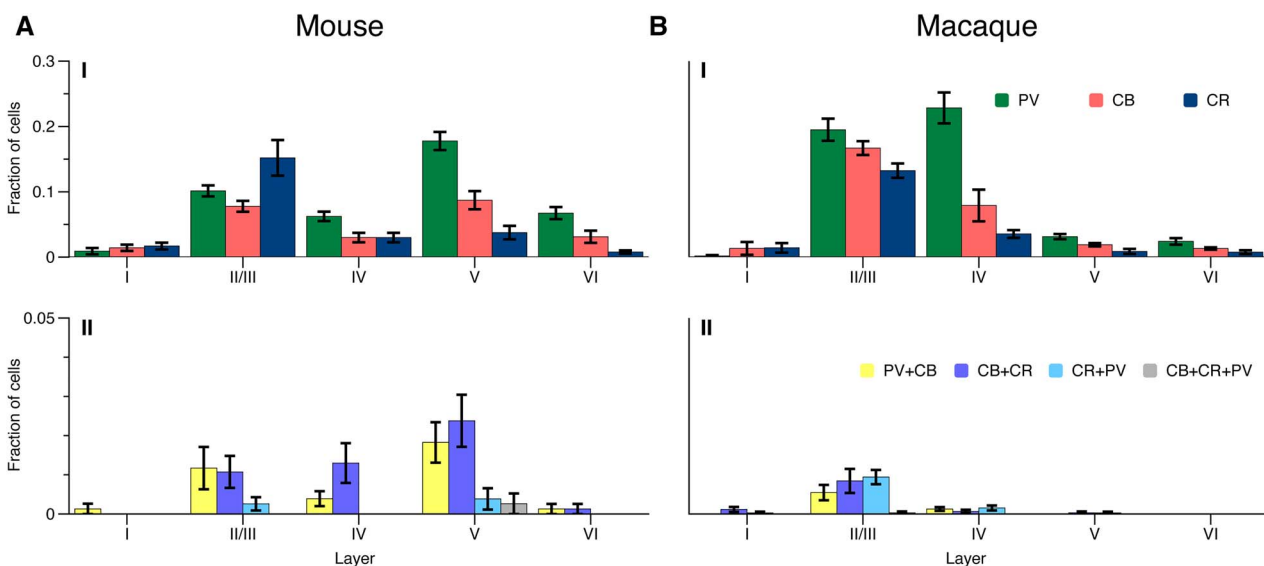 A Mouse B Macaque
I I
0.3
0.2
0.1
0
Fraction of cells
PV CB CR
I II/III IV V VI
I II/III IV V VI
II II
0.05
0
Fraction of cells
PV+CB CB+CR CR+PV CB+CR+PV
I II/III IV V VI
I II/III IV V VI
Layer Layer